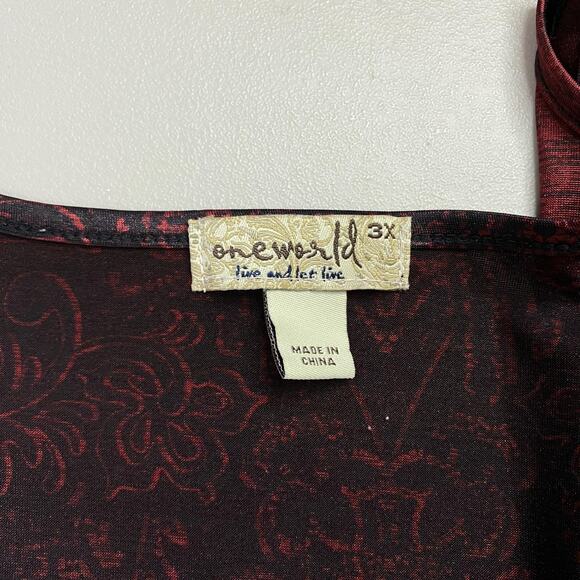 oneworld 3X
live and let live
MADE IN
CHINA